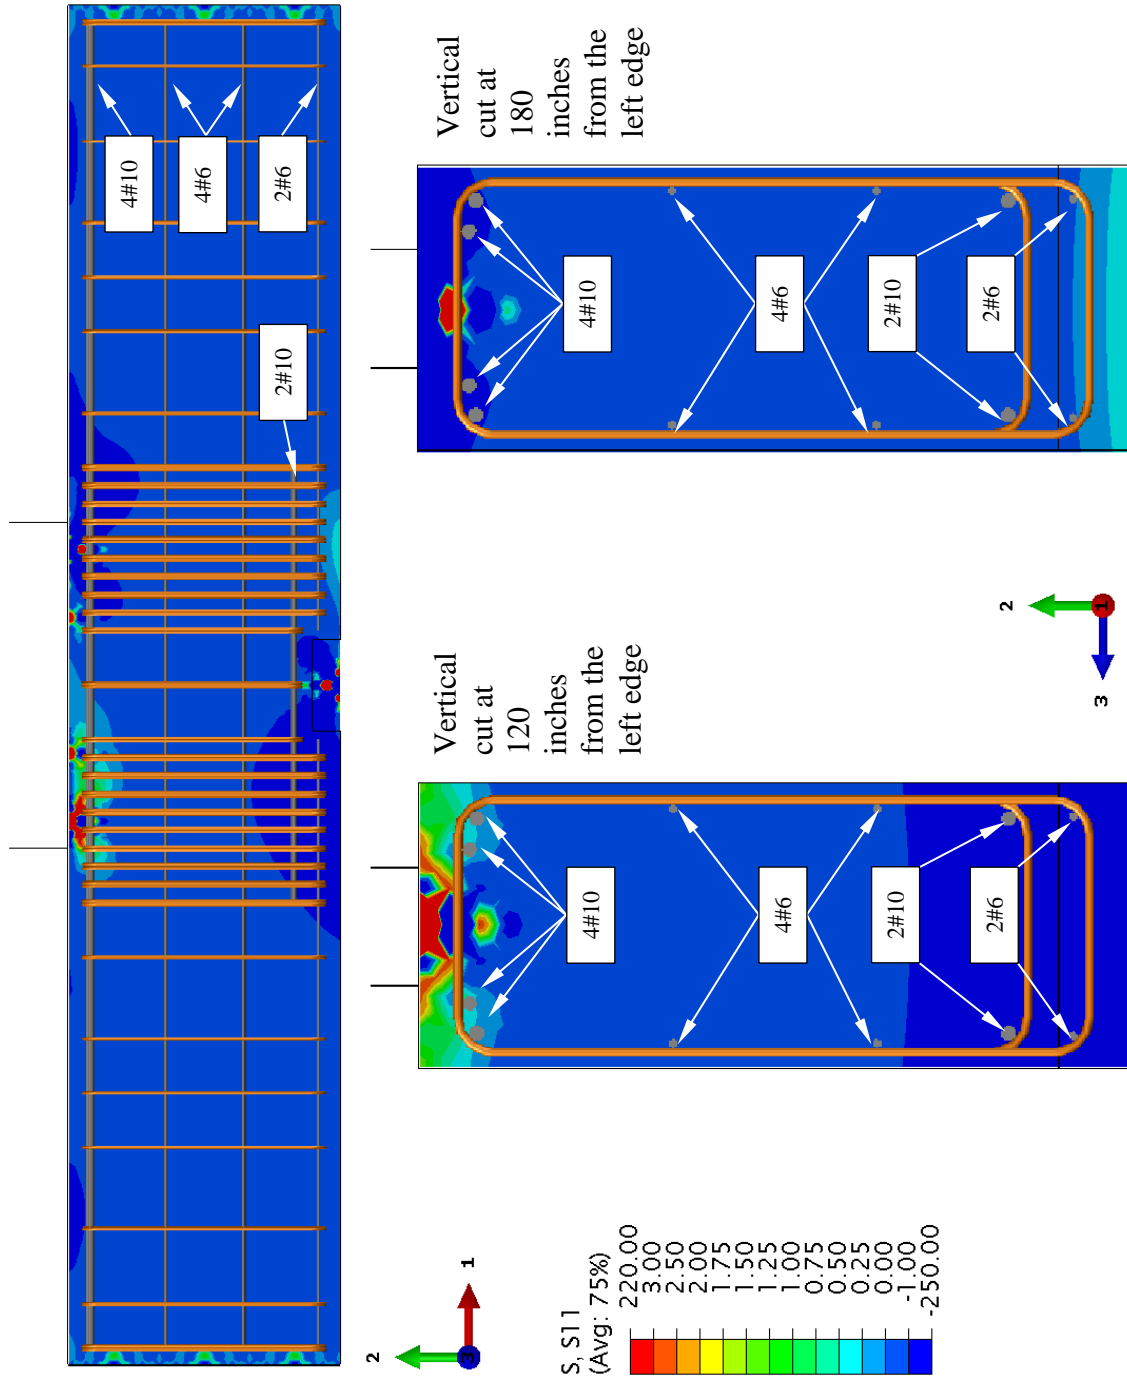 4#10
4#6
2#6
2#10
2
1
3
S, S11
(Avg: 75%)
220.00
3.00
2.50
2.00
1.75
1.50
1.25
1.00
0.75
0.50
0.25
0.00
-1.00
-250.00
4#10
4#6
2#10
2#6
Vertical
cut at
120
inches
from the
left edge
4#10
4#6
2#10
2#6
Vertical
cut at
180
inches
from the
left edge
2
3
1